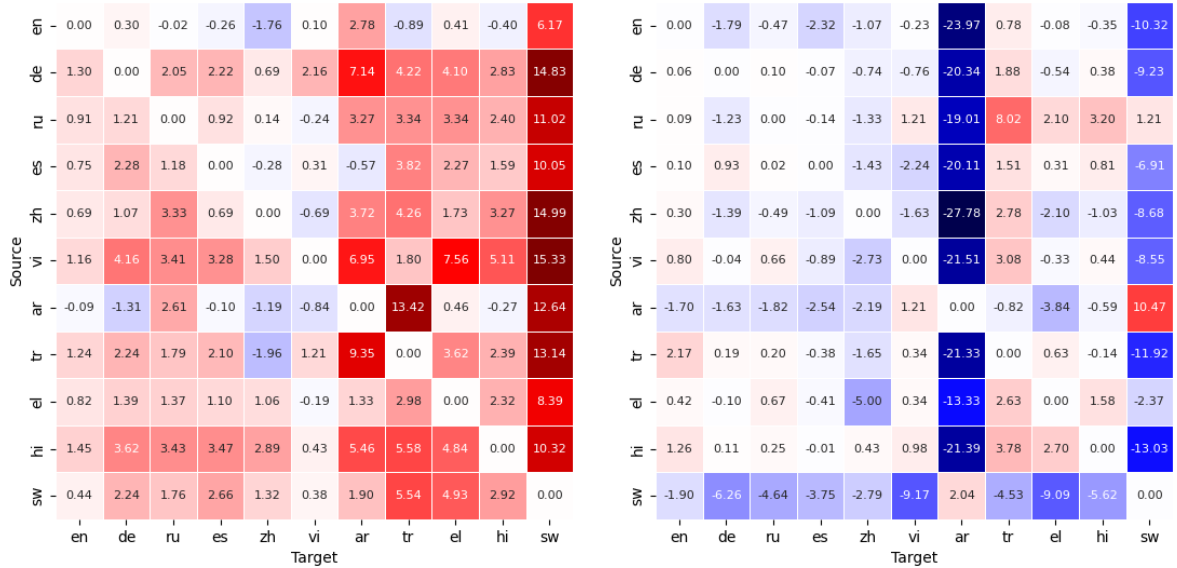 en 0.00 0.30 -0.02 -0.26 -1.76 0.10 2.78 -0.89 0.41 -0.40 6.17
de 1.30 0.00 2.05 2.22 0.69 2.16 7.14 4.22 4.10 2.83 14.83
ru 0.91 1.21 0.00 0.92 0.14 -0.24 3.27 3.34 3.34 2.40 11.02
es 0.75 2.28 1.18 0.00 -0.28 0.31 -0.57 3.82 2.27 1.59 10.05
zh 0.69 1.07 3.33 0.69 0.00 -0.69 3.72 4.26 1.73 3.27 14.99
Source
vi 1.16 4.16 3.41 3.28 1.50 0.00 6.95 1.80 7.56 5.11 15.33
ar -0.09 -1.31 2.61 -0.10 -1.19 -0.84 0.00 13.42 0.46 -0.27 12.64
tr 1.24 2.24 1.79 2.10 -1.96 1.21 9.35 0.00 3.62 2.39 13.14
el 0.82 1.39 1.37 1.10 1.06 -0.19 1.33 2.98 0.00 2.32 8.39
hi 1.45 3.62 3.43 3.47 2.89 0.43 5.46 5.58 4.84 0.00 10.32
sw 0.44 2.24 1.76 2.66 1.32 0.38 1.90 5.54 4.93 2.92 0.00
en de ru es zh vi ar tr el hi sw
Target
en 0.00 -1.79 -0.47 -2.32 -1.07 -0.23 -23.97 0.78 -0.08 -0.35 -10.32
de 0.06 0.00 0.10 -0.07 -0.74 -0.76 -20.34 1.88 -0.54 0.38 -9.23
ru 0.09 -1.23 0.00 -0.14 -1.33 1.21 -19.01 8.02 2.10 3.20 1.21
es 0.10 0.93 0.02 0.00 -1.43 -2.24 -20.11 1.51 0.31 0.81 -6.91
zh 0.30 -1.39 -0.49 -1.09 0.00 -1.63 -27.78 2.78 -2.10 -1.03 -8.68
Source
vi 0.80 -0.04 0.66 -0.89 -2.73 0.00 -21.51 3.08 -0.33 0.44 -8.55
ar -1.70 -1.63 -1.82 -2.54 -2.19 1.21 0.00 -0.82 -3.84 -0.59 10.47
tr 2.17 0.19 0.20 -0.38 -1.65 0.34 -21.33 0.00 0.63 -0.14 -11.92
el 0.42 -0.10 0.67 -0.41 -5.00 0.34 -13.33 2.63 0.00 1.58 -2.37
hi 1.26 0.11 0.25 -0.01 0.43 0.98 -21.39 3.78 2.70 0.00 -13.03
sw -1.90 -6.26 -4.64 -3.75 -2.79 -9.17 2.04 -4.53 -9.09 -5.62 0.00
en de ru es zh vi ar tr el hi sw
Target